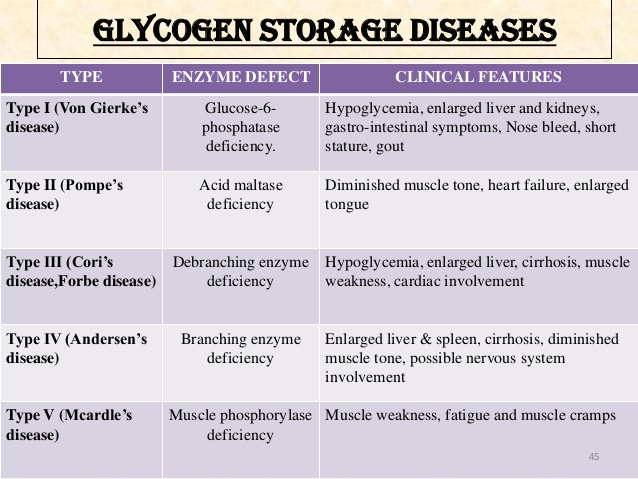 GLYCOGEN STORAGE DISEASES
TYPE ENZYME DEFECT CLINICAL FEATURES
Type I (Von Gierke's
disease)
Glucose-6-
phosphatase
deficiency.
Hypoglycemia, enlarged liver and kidneys,
gastro-intestinal symptoms, Nose bleed, short
stature, gout
Type II (Pompe's
disease)
Acid maltase
deficiency
Diminished muscle tone, heart failure, enlarged
tongue
Type III (Cori's
disease,Forbe disease)
Debranching enzyme
deficiency
Hypoglycemia, enlarged liver, cirrhosis, muscle
weakness, cardiac involvement
Type IV (Andersen's
disease)
Branching enzyme
deficiency
Enlarged liver & spleen, cirrhosis, diminished
muscle tone, possible nervous system
involvement
Type V (Mcardle's
disease)
Muscle phosphorylase
deficiency
Muscle weakness, fatigue and muscle cramps
45